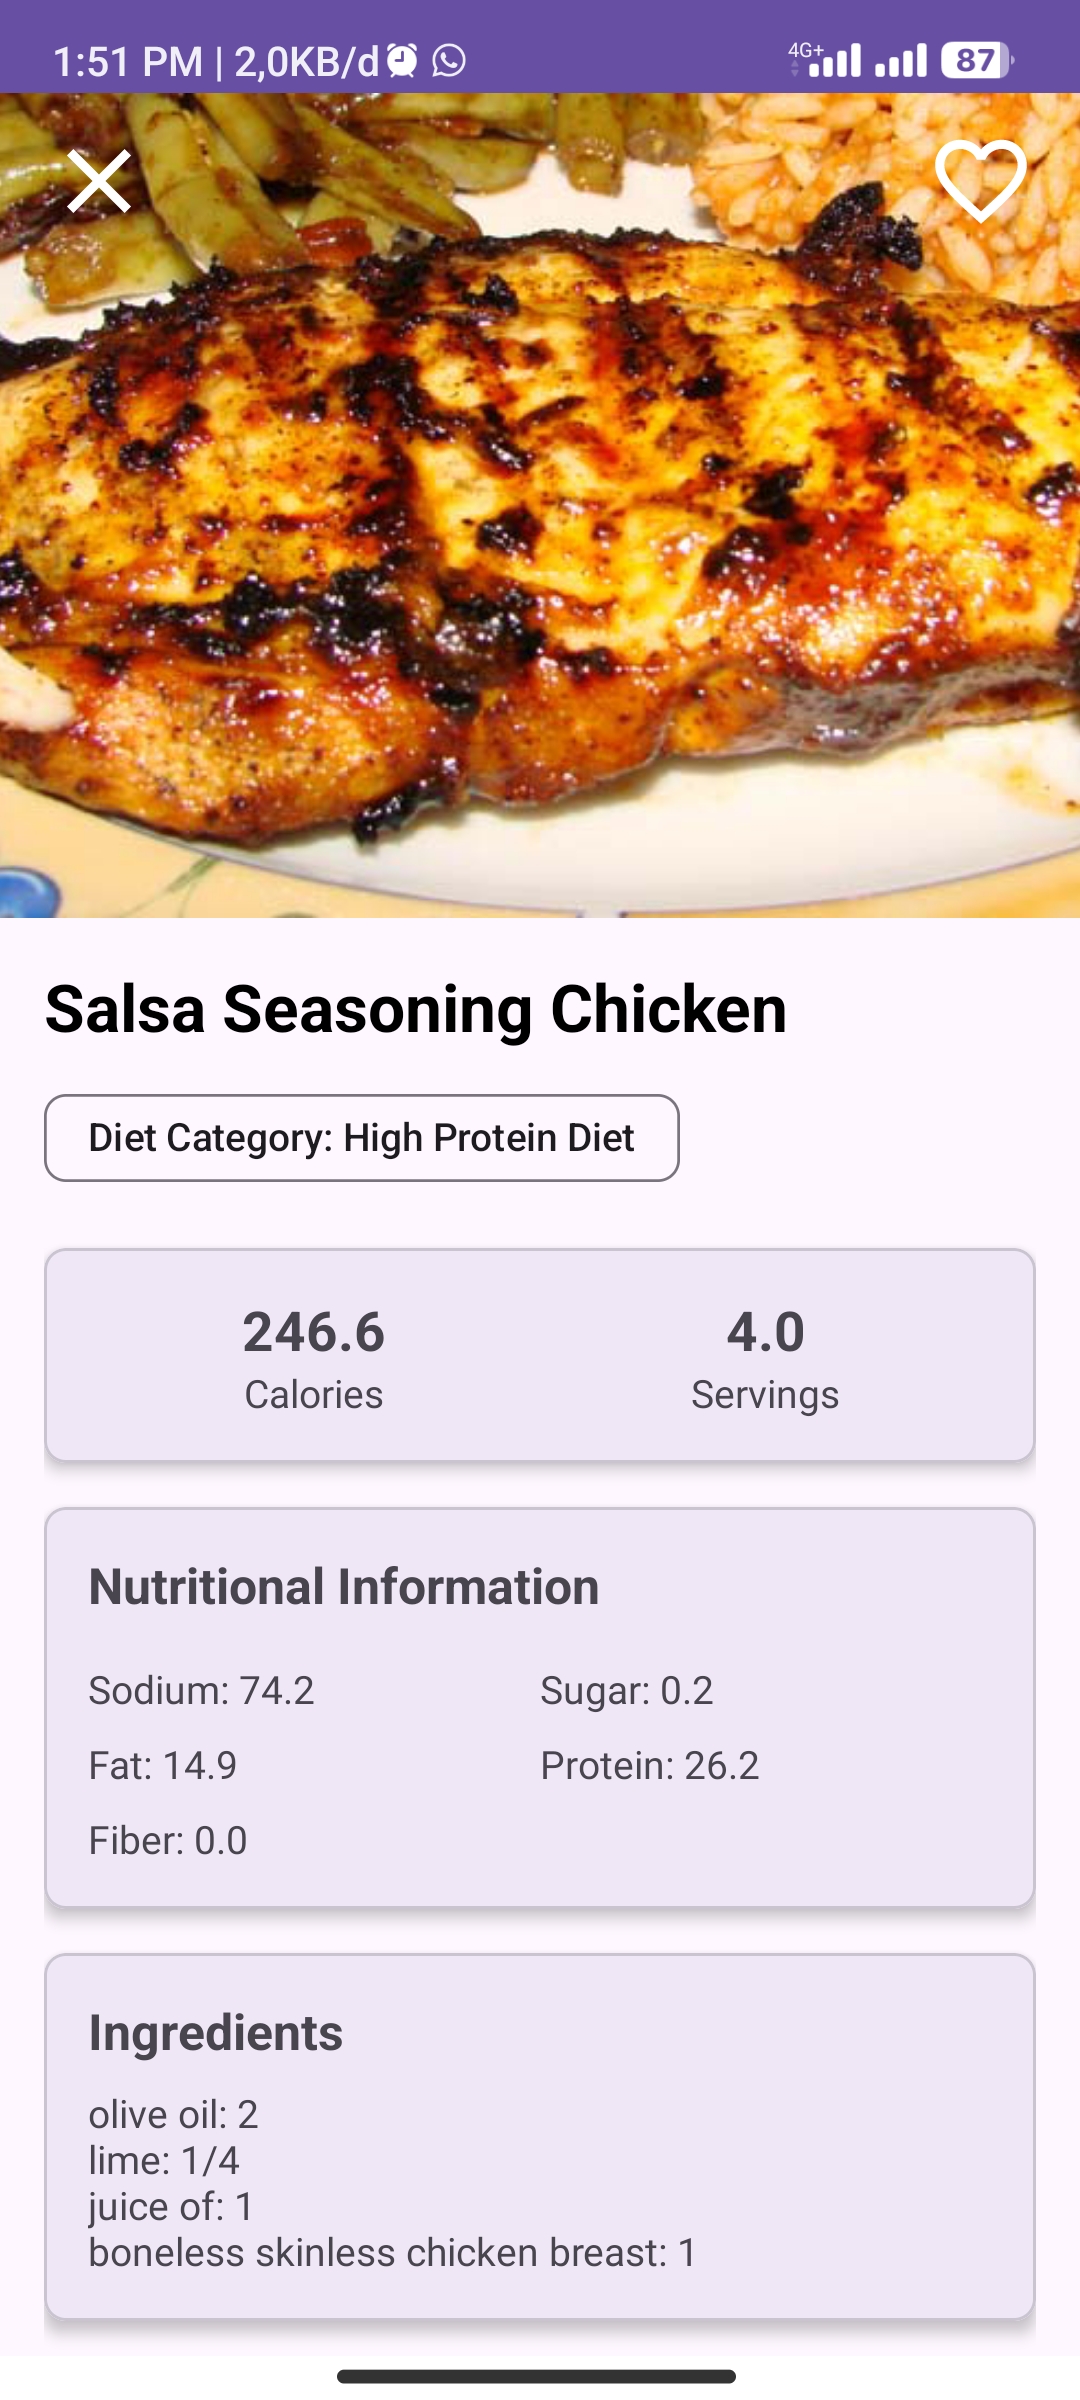 1:51 PM | 2,0KB/d 4G+ 87
Salsa Seasoning Chicken
Diet Category: High Protein Diet
246.6 4.0
Calories Servings
Nutritional Information
Sodium: 74.2 Sugar: 0.2
Fat: 14.9 Protein: 26.2
Fiber: 0.0
Ingredients
olive oil: 2
lime: 1/4
juice of: 1
boneless skinless chicken breast: 1